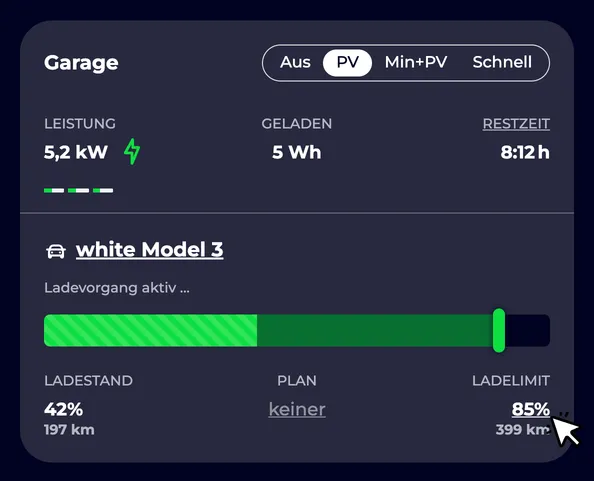 Garage
Aus PV Min+PV Schnell
LEISTUNG GELADEN RESTZEIT
5,2 kW 5 Wh 8:12 h
white Model 3
Ladevorgang aktiv ...
LADESTAND PLAN LADELIMIT
42% keiner 85%
197 km 399 km